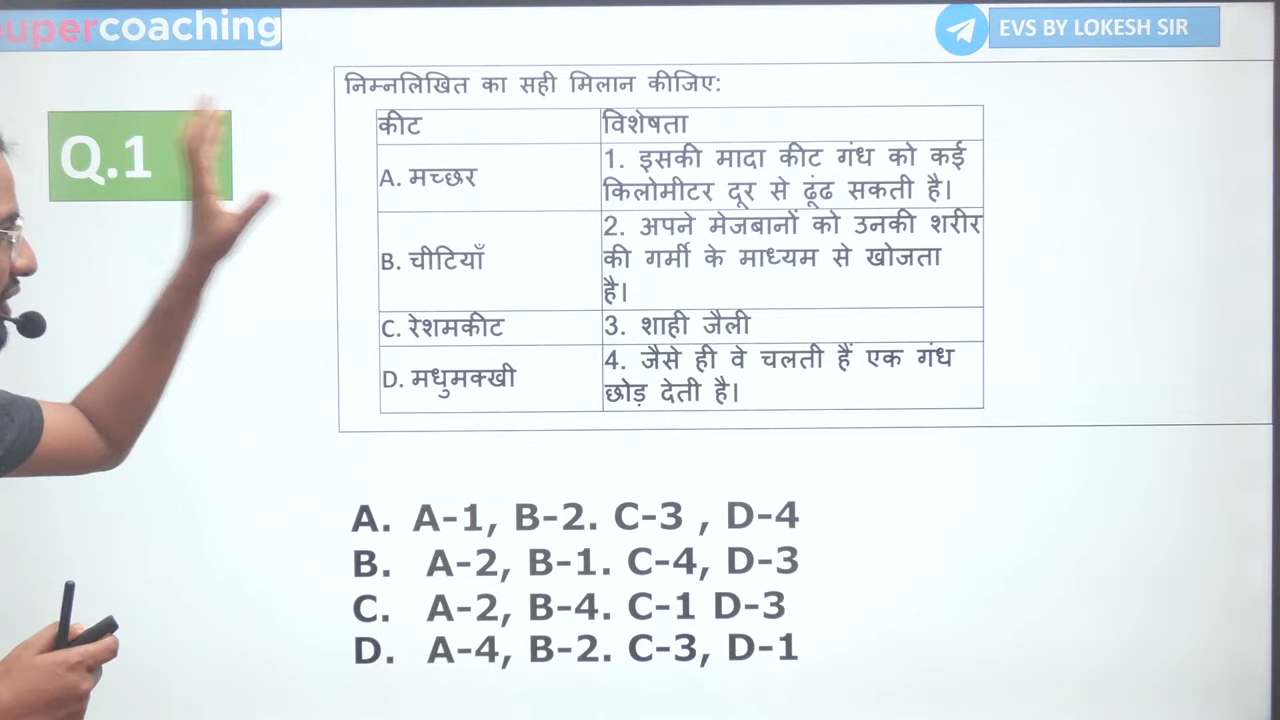 supercoaching
EVS BY LOKESH SIR
Q.1
निम्नलिखित का सही मिलान कीजिए:
कीट
विशेषता
A. मच्छर
1. इसकी मादा कीट गंध को कई
किलोमीटर दूर से ढूंढ सकती है।
B. चीटियाँ
2. अपने मेजबानों को उनकी शरीर
की गर्मी के माध्यम से खोजता
है।
C. रेशमकीट
3. शाही जैली
D. मधुमक्खी
4. जैसे ही वे चलती हैं एक गंध
छोड़ देती है।
A. A-1, B-2. C-3 , D-4
B. A-2, B-1. C-4, D-3
C. A-2, B-4. C-1 D-3
D. A-4, B-2. C-3, D-1